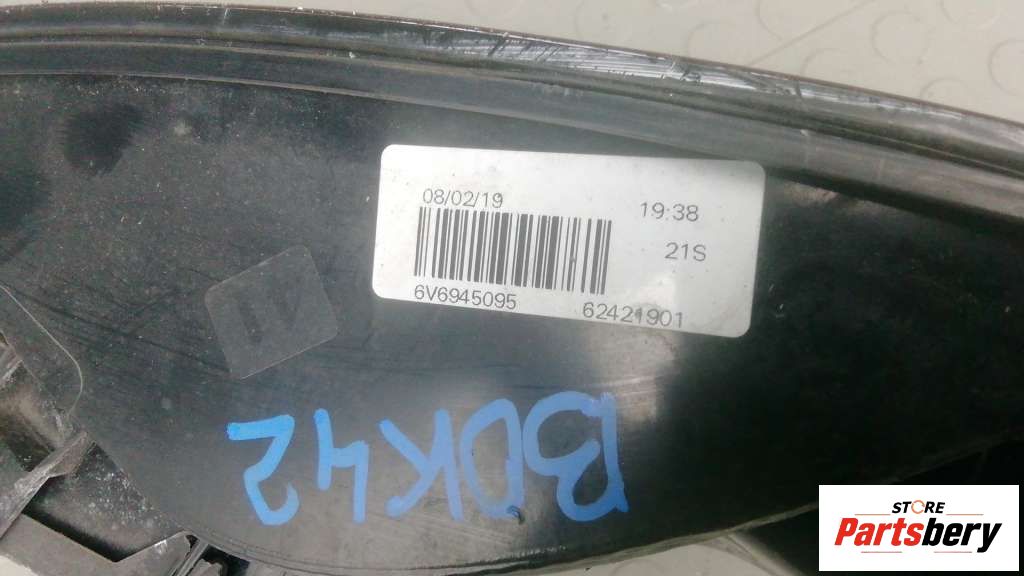 08/02/19
19:38
21S
6V6945095
62421901
BDK42
STORE
Partsbery